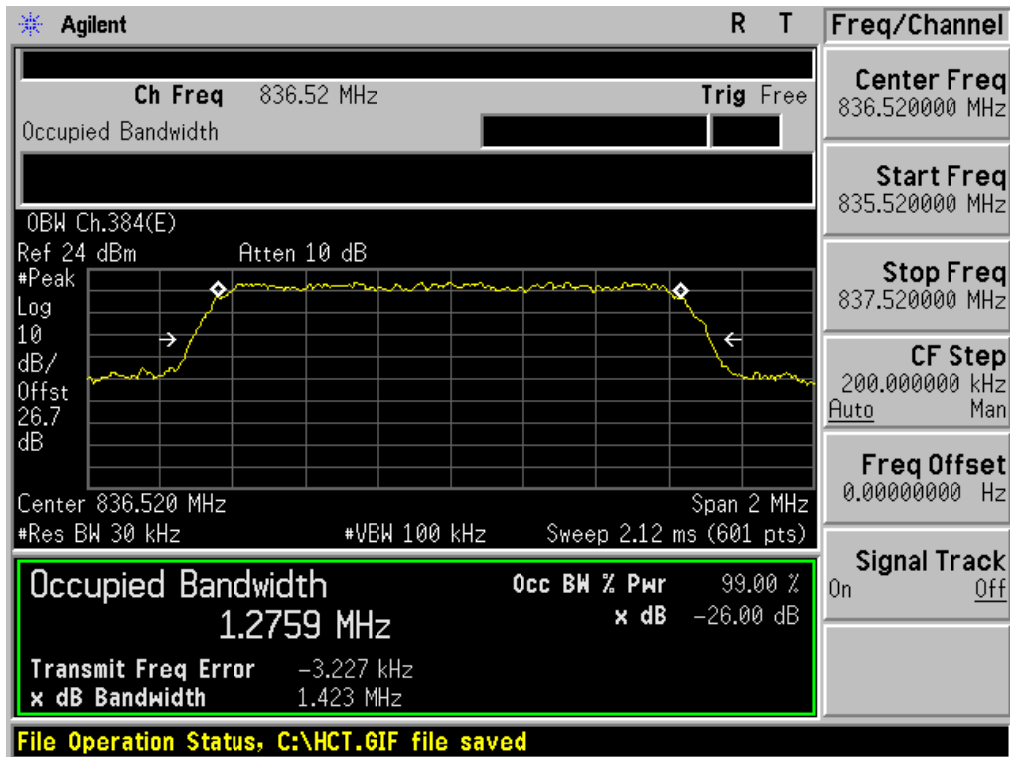 Agilent R T Freq/Channel
Ch Freq 836.52 MHz Trig Free
Occupied Bandwidth
Center Freq
836.520000 MHz
Start Freq
835.520000 MHz
Stop Freq
837.520000 MHz
CF Step
200.000000 kHz
Auto Man
Freq Offset
0.00000000 Hz
Signal Track
On Off
OBW Ch.384(E)
Ref 24 dBm Atten 10 dB
#Peak
Log
10
dB/
Offst
26.7
dB
Center 836.520 MHz Span 2 MHz
#Res BW 30 kHz #VBW 100 kHz Sweep 2.12 ms (601 pts)
Occupied Bandwidth Occ BW % Pwr 99.00 %
1.2759 MHz x dB -26.00 dB
Transmit Freq Error -3.227 kHz
x dB Bandwidth 1.423 MHz
File Operation Status, C:\HCT.GIF file saved